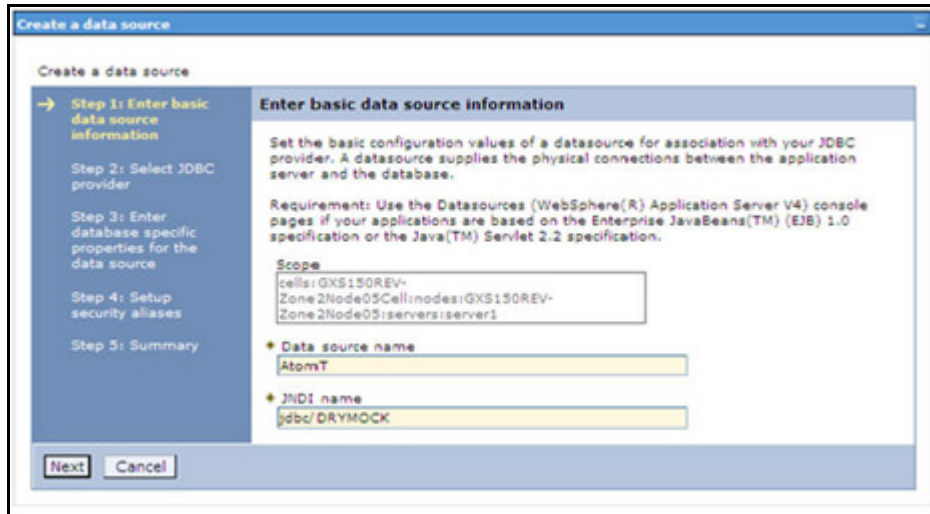 Create a data source
Create a data source
Step 1: Enter basic
data source
information
Step 2: Select JDBC
provider
Step 3: Enter
database specific
properties for the
data source
Step 4: Setup
security aliases
Step 5: Summary
Enter basic data source information
Set the basic configuration values of a datasource for association with your JDBC
provider. A datasource supplies the physical connections between the application
server and the database.
Requirement: Use the Datasources (WebSphere(R) Application Server V4) console
pages if your applications are based on the Enterprise JavaBeans(TM) (EJB) 1.0
specification or the Java(TM) Servlet 2.2 specification.
Scope
cells:GXS150REV-
Zone2Node05Cell:nodes:GXS150REV-
Zone2Node05:servers:server1
Data source name
AtomT
JNDI name
jdbc/DRYMOCK
Next
Cancel